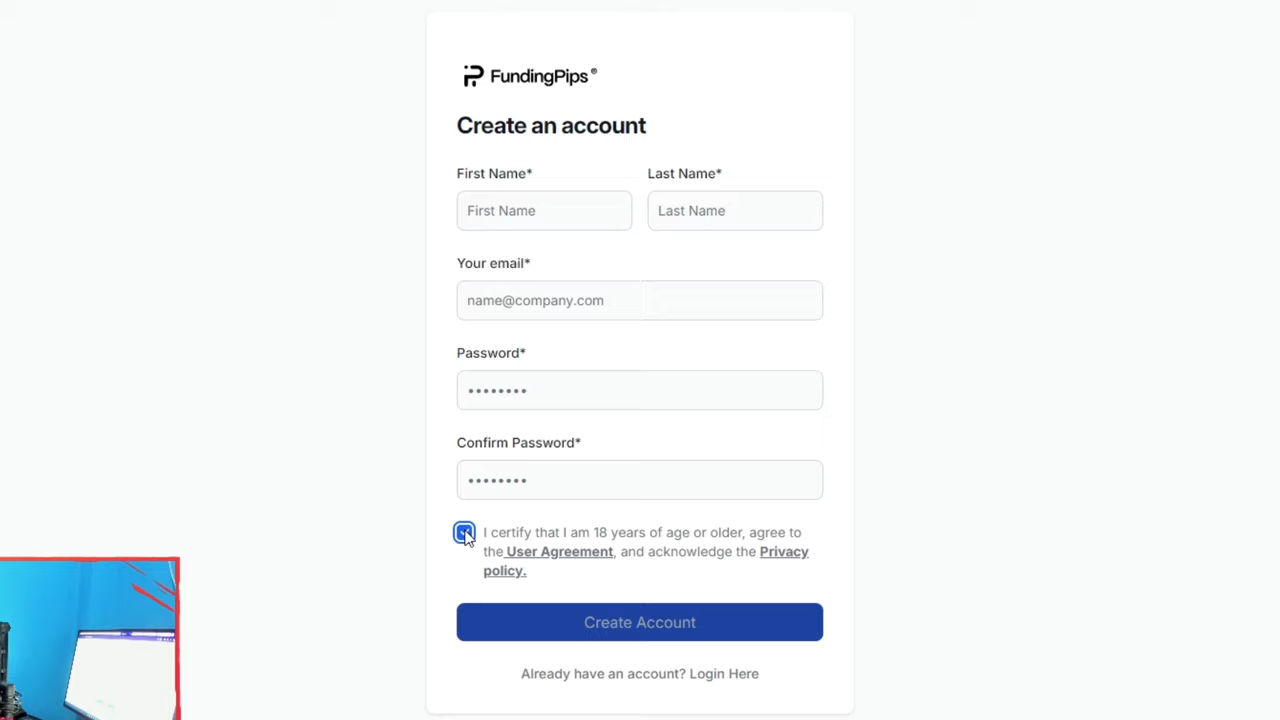 FundingPips®
Create an account
First Name*
Last Name*
First Name
Last Name
Your email*
name@company.com
Password*
••••••••
Confirm Password*
••••••••
I certify that I am 18 years of age or older, agree to
the User Agreement, and acknowledge the Privacy
policy.
Create Account
Already have an account? Login Here